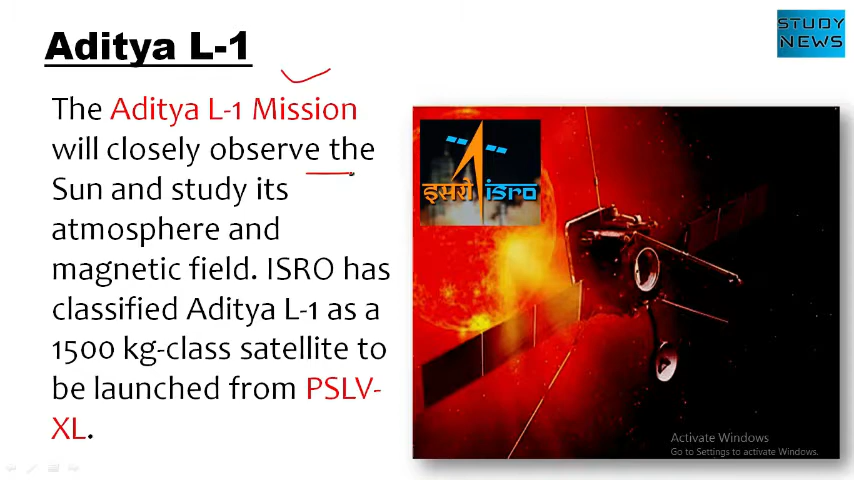 Aditya L-1
STUDY
NEWS
The Aditya L-1 Mission
will closely observe the
Sun and study its
atmosphere and
magnetic field. ISRO has
classified Aditya L-1 as a
1500 kg-class satellite to
be launched from PSLV-
XL.
इसरो isro
Activate Windows
Go to Settings to activate Windows.